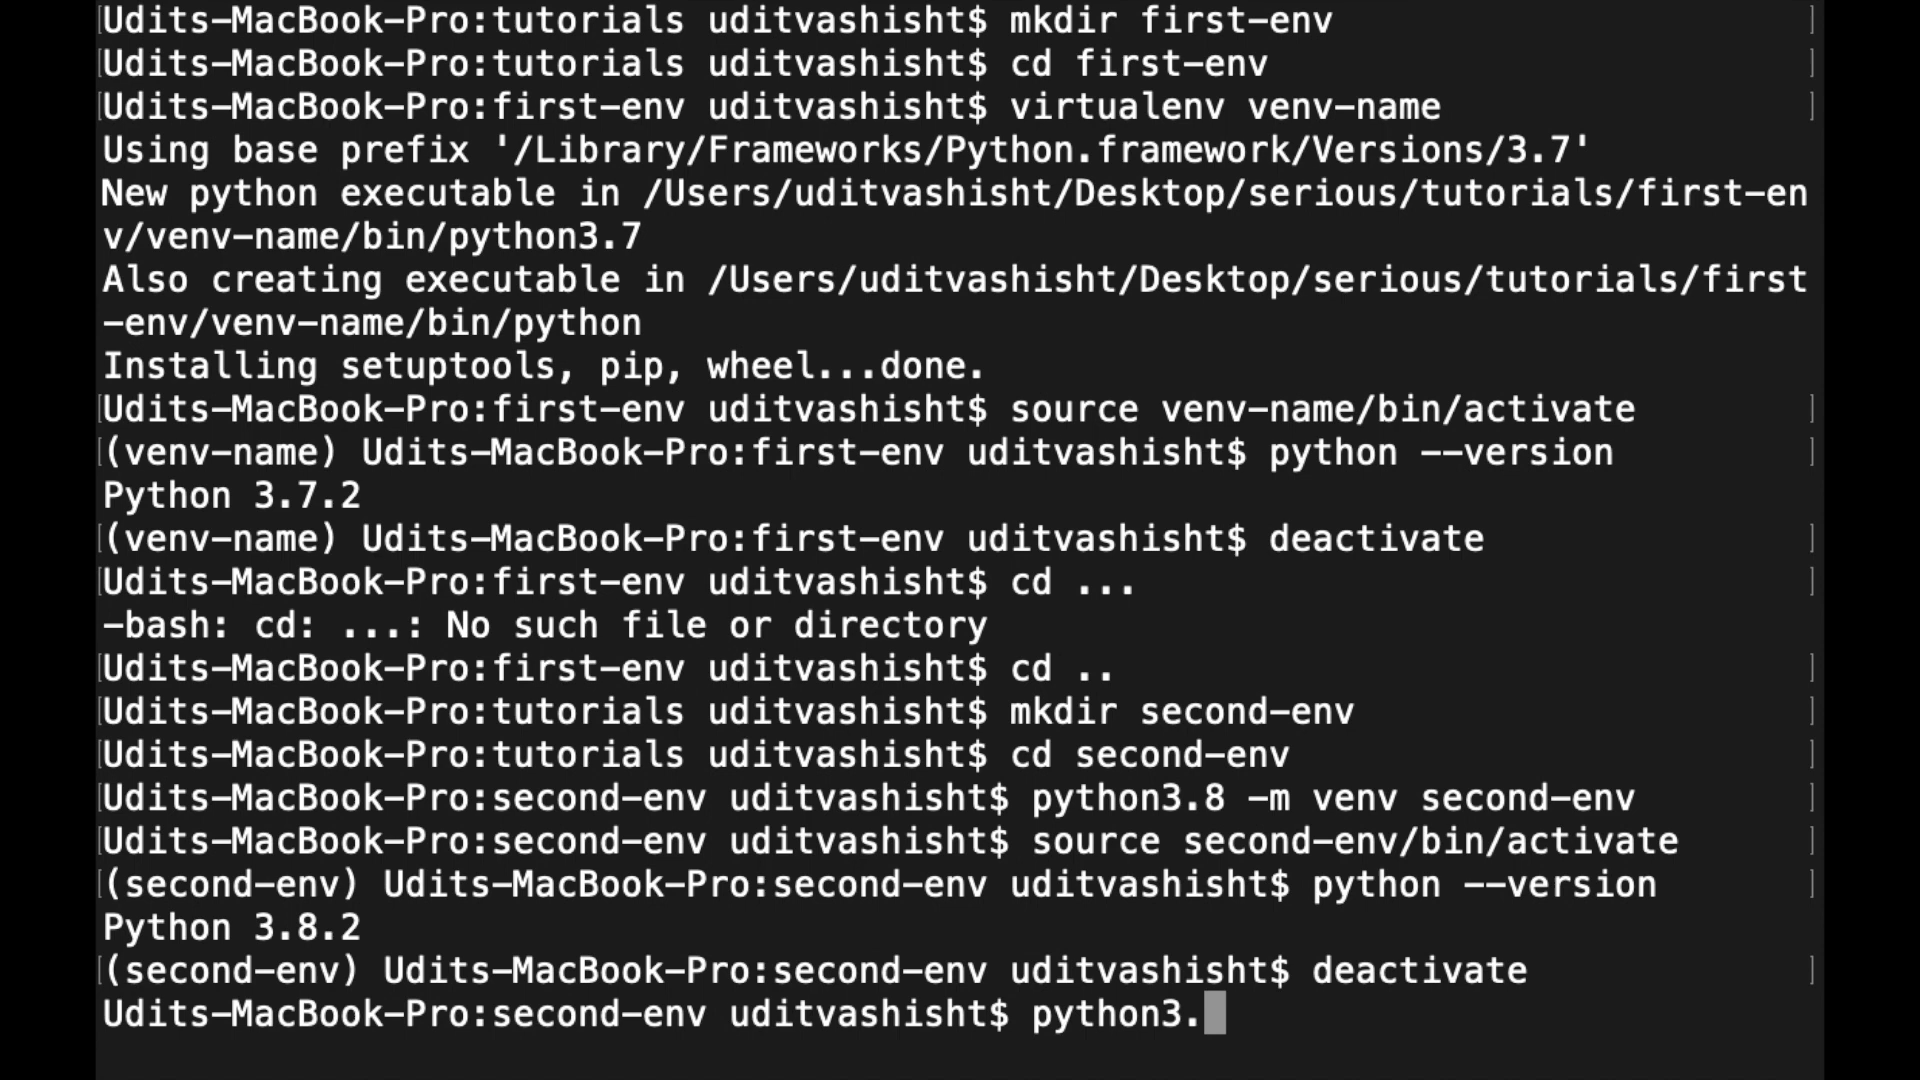 Udits-MacBook-Pro:tutorials uditvashisht$ mkdir first-env
Udits-MacBook-Pro:tutorials uditvashisht$ cd first-env
Udits-MacBook-Pro:first-env uditvashisht$ virtualenv venv-name
Using base prefix '/Library/Frameworks/Python.framework/Versions/3.7'
New python executable in /Users/uditvashisht/Desktop/serious/tutorials/first-en
v/venv-name/bin/python3.7
Also creating executable in /Users/uditvashisht/Desktop/serious/tutorials/first
-env/venv-name/bin/python
Installing setuptools, pip, wheel...done.
Udits-MacBook-Pro:first-env uditvashisht$ source venv-name/bin/activate
(venv-name) Udits-MacBook-Pro:first-env uditvashisht$ python --version
Python 3.7.2
(venv-name) Udits-MacBook-Pro:first-env uditvashisht$ deactivate
Udits-MacBook-Pro:first-env uditvashisht$ cd ...
-bash: cd: ...: No such file or directory
Udits-MacBook-Pro:first-env uditvashisht$ cd ..
Udits-MacBook-Pro:tutorials uditvashisht$ mkdir second-env
Udits-MacBook-Pro:tutorials uditvashisht$ cd second-env
Udits-MacBook-Pro:second-env uditvashisht$ python3.8 -m venv second-env
Udits-MacBook-Pro:second-env uditvashisht$ source second-env/bin/activate
(second-env) Udits-MacBook-Pro:second-env uditvashisht$ python --version
Python 3.8.2
(second-env) Udits-MacBook-Pro:second-env uditvashisht$ deactivate
Udits-MacBook-Pro:second-env uditvashisht$ python3.